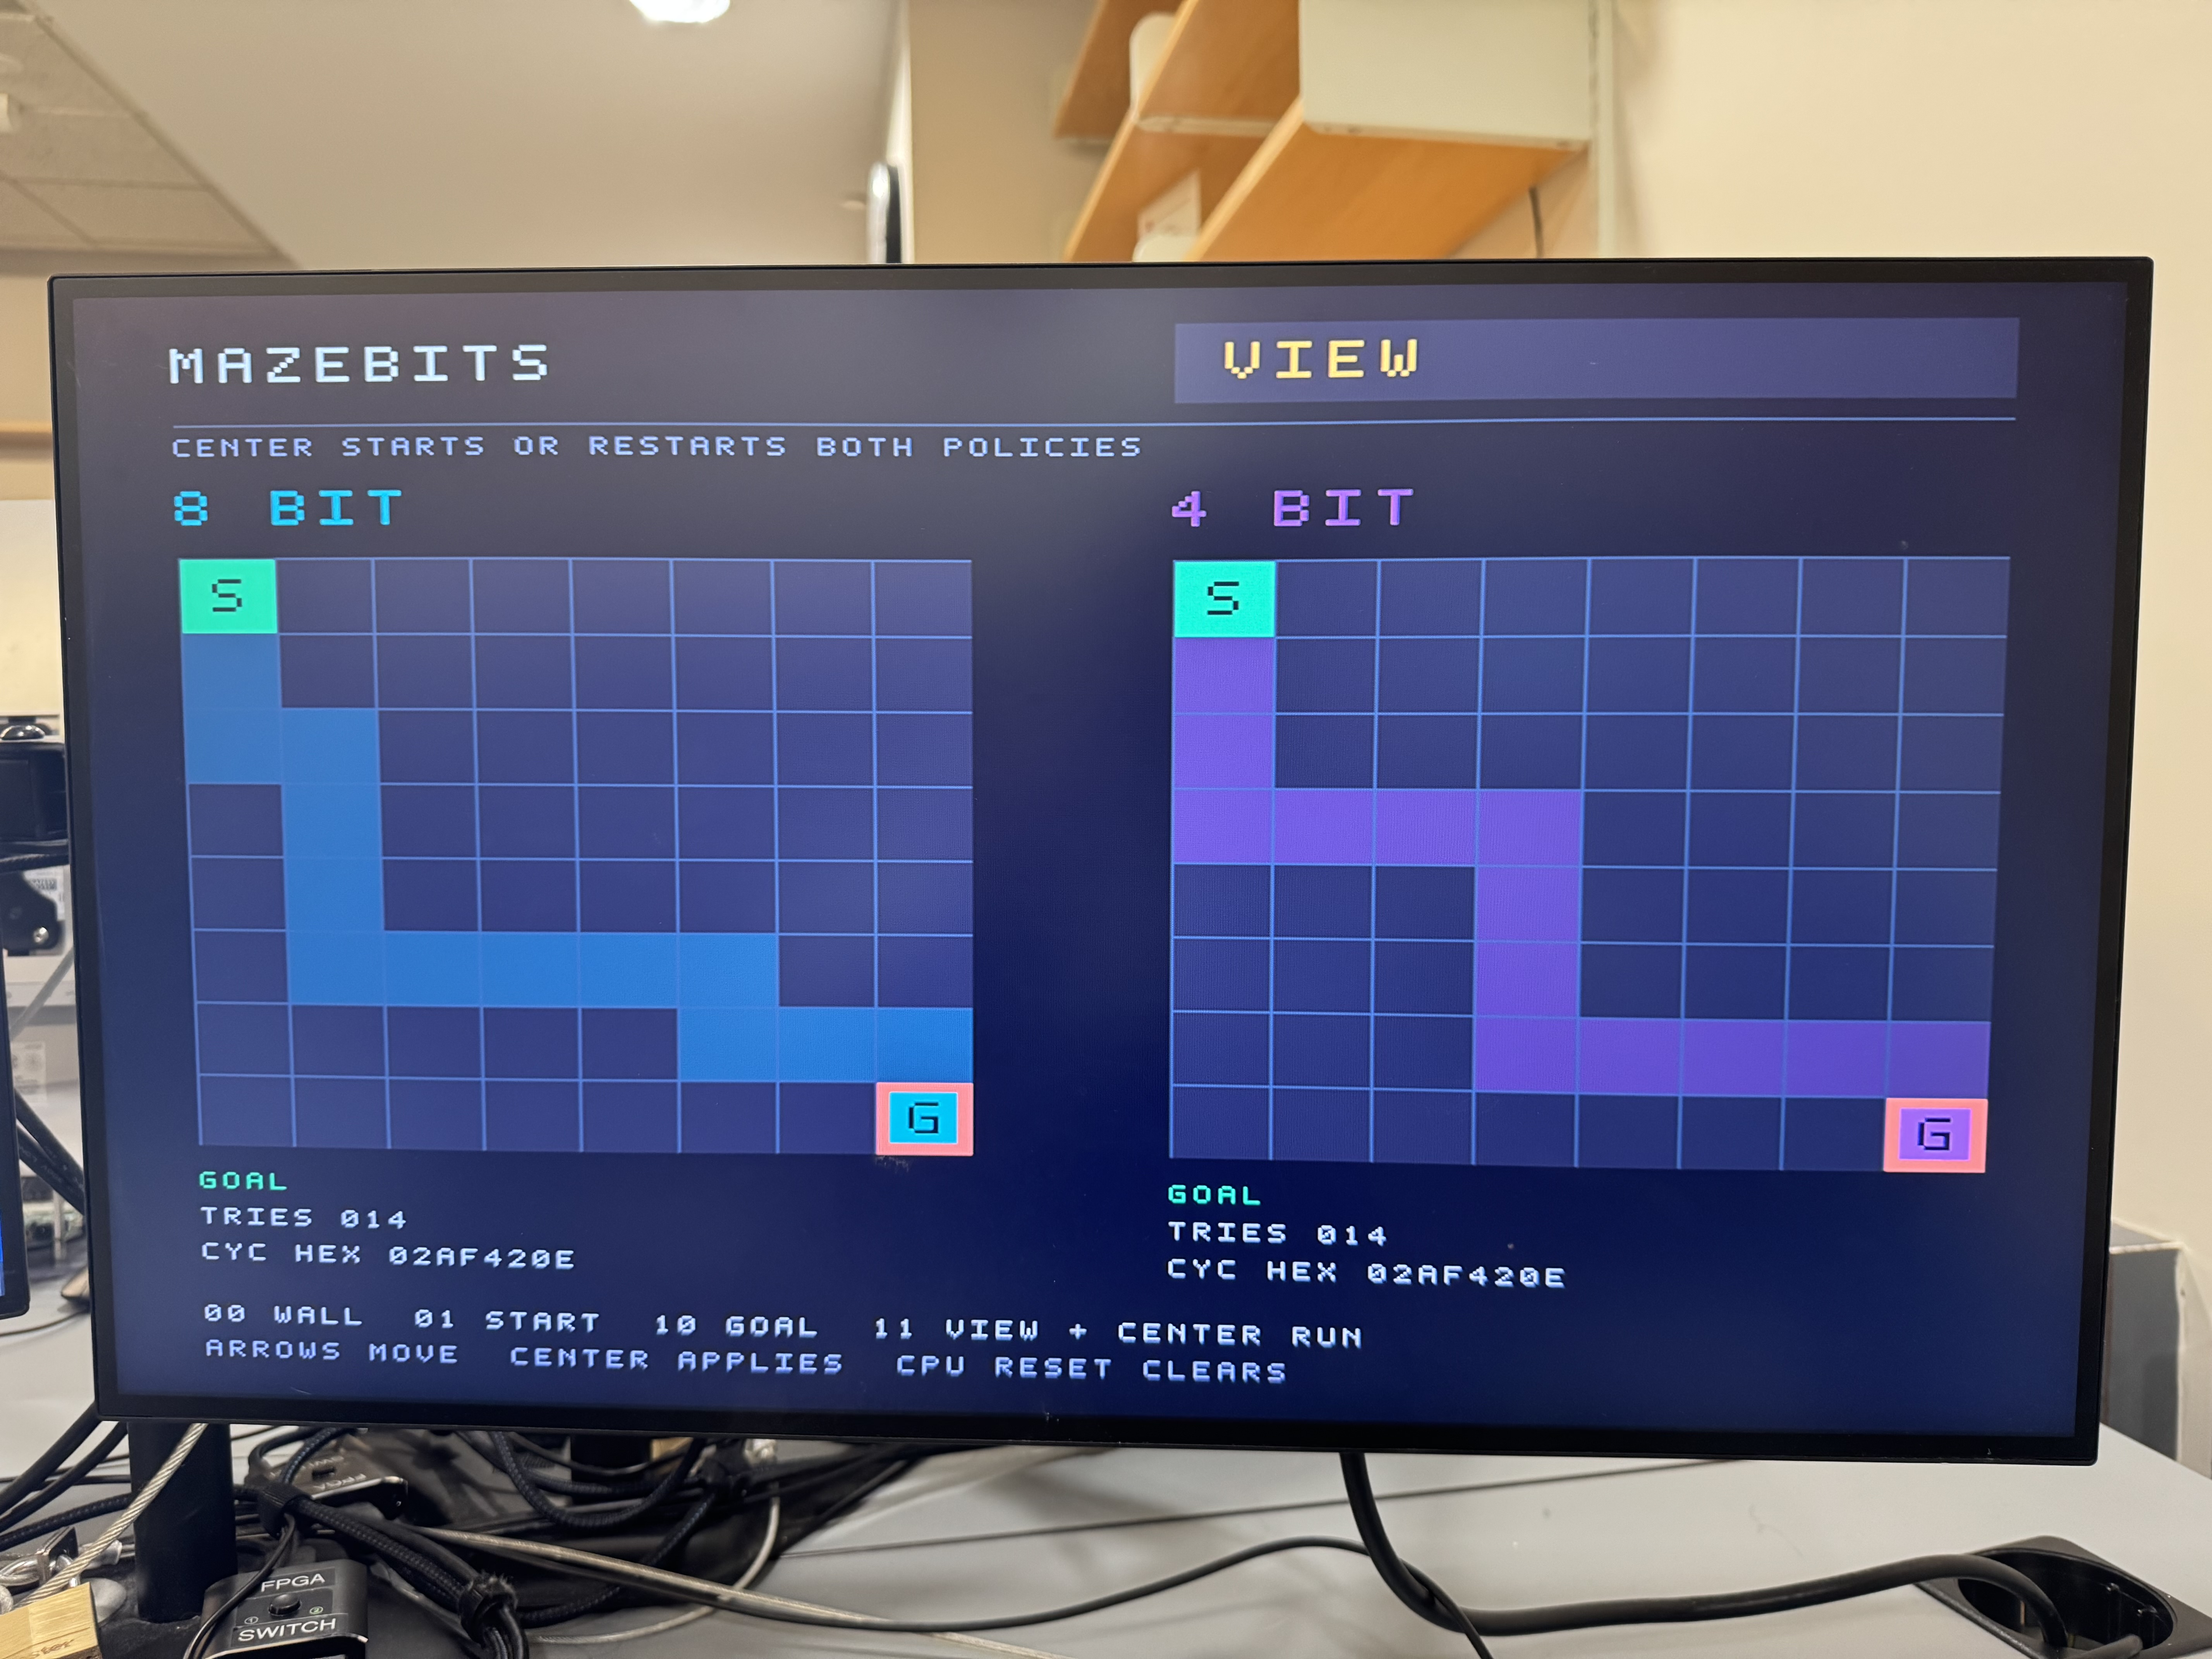 MAZEBITS
VIEW
CENTER STARTS OR RESTARTS BOTH POLICIES
8 BIT
4 BIT
S
S
G
G
GOAL
TRIES 014
CYC HEX 02AF420E
GOAL
TRIES 014
CYC HEX 02AF420E
00 WALL 01 START 10 GOAL 11 VIEW + CENTER RUN
ARROWS MOVE CENTER APPLIES CPU RESET CLEARS
FPGA
SWITCH